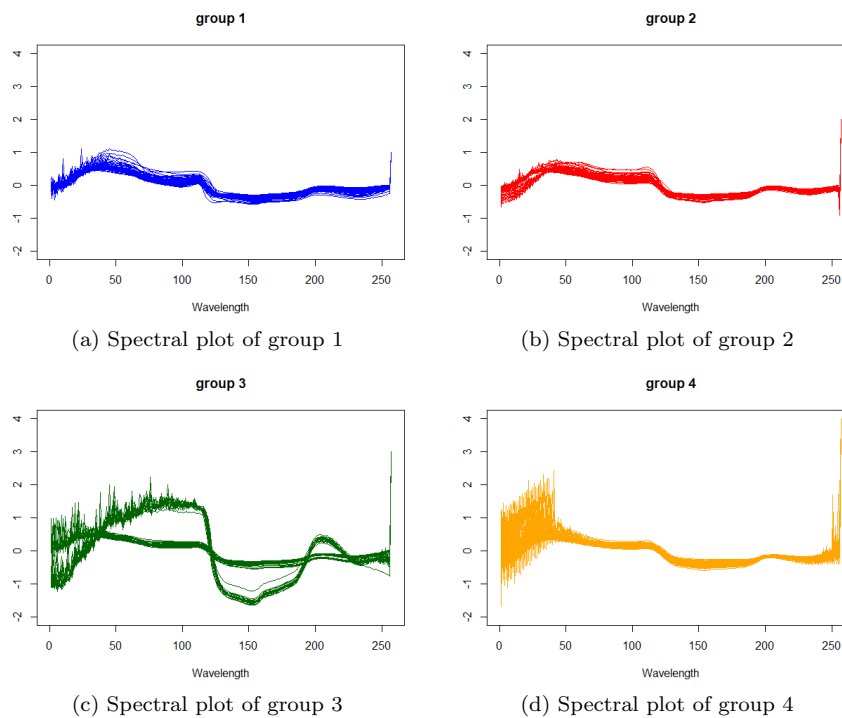 group 1
4
3
2
1
0
-1
-2
0 50 100 150 200 250
Wavelength
(a) Spectral plot of group 1
group 2
4
3
2
1
0
-1
-2
0 50 100 150 200 250
Wavelength
(b) Spectral plot of group 2
group 3
4
3
2
1
0
-1
-2
0 50 100 150 200 250
Wavelength
(c) Spectral plot of group 3
group 4
4
3
2
1
0
-1
-2
0 50 100 150 200 250
Wavelength
(d) Spectral plot of group 4